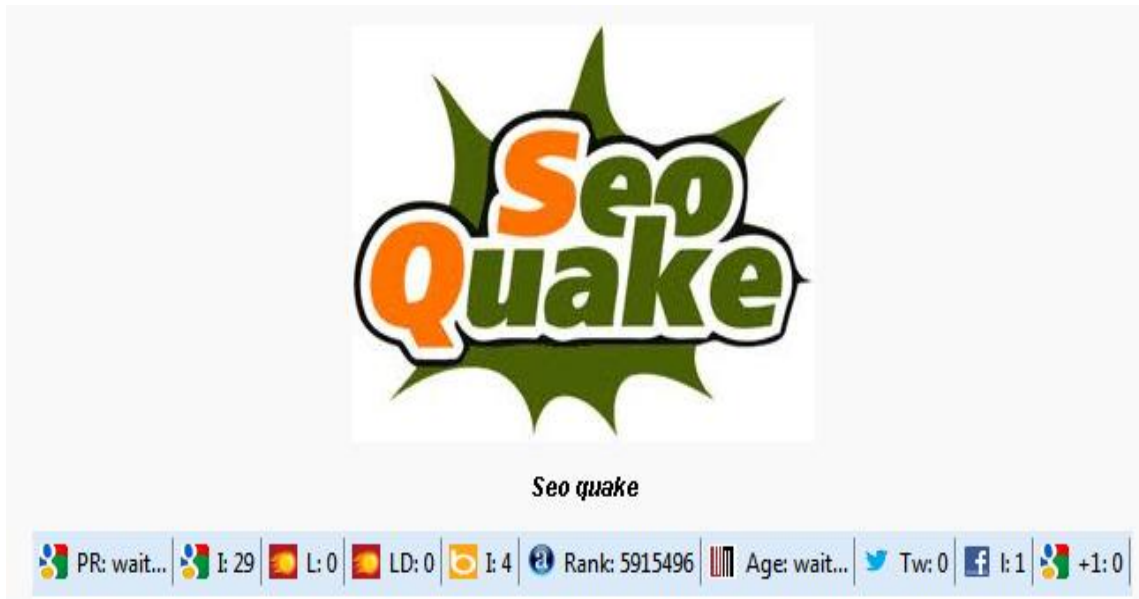 Seo
Quake
Seo quake
PR: wait... I: 29 L: 0 LD: 0 I: 4 Rank: 5915496 Age: wait... Tw: 0 I: 1 +1: 0